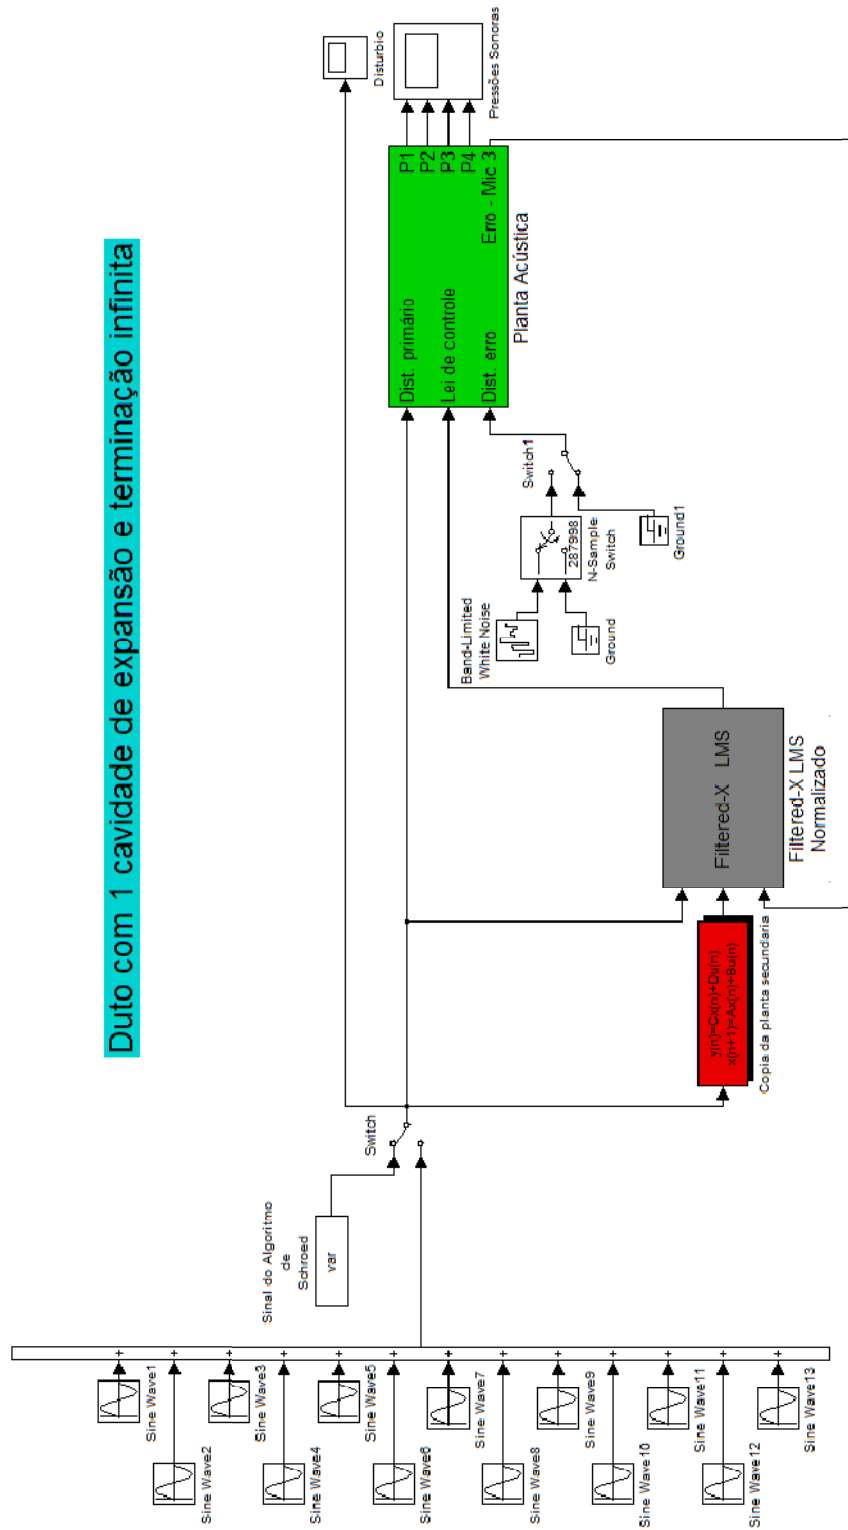 Duto com 1 cavidade de expansão e terminação infinita
Sine Wave1
Sine Wave2
Sine Wave3
Sine Wave4
Sine Wave5
Sine Wave6
Sine Wave7
Sine Wave8
Sine Wave9
Sine Wave10
Sine Wave11
Sine Wave12
Sine Wave13
+
+
+
+
+
+
+
+
+
+
+
+
+
Sinal do Algoritmo
de
Schroed
var
Switch
y(n)=Cx(n)+Du(n)
x(n+1)=Ax(n)+Bu(n)
Copia da planta secundaria
Filtered-X LMS
Filtered-X LMS
Normalizado
Band-Limited
White Noise
Ground
287998
N-Sample
Switch
Switch1
Ground1
Dist. primário
Lei de controle
Dist. erro
P1
P2
P3
P4
Erro - Mic 3
Planta Acústica
Disturbio
Pressões Sonoras